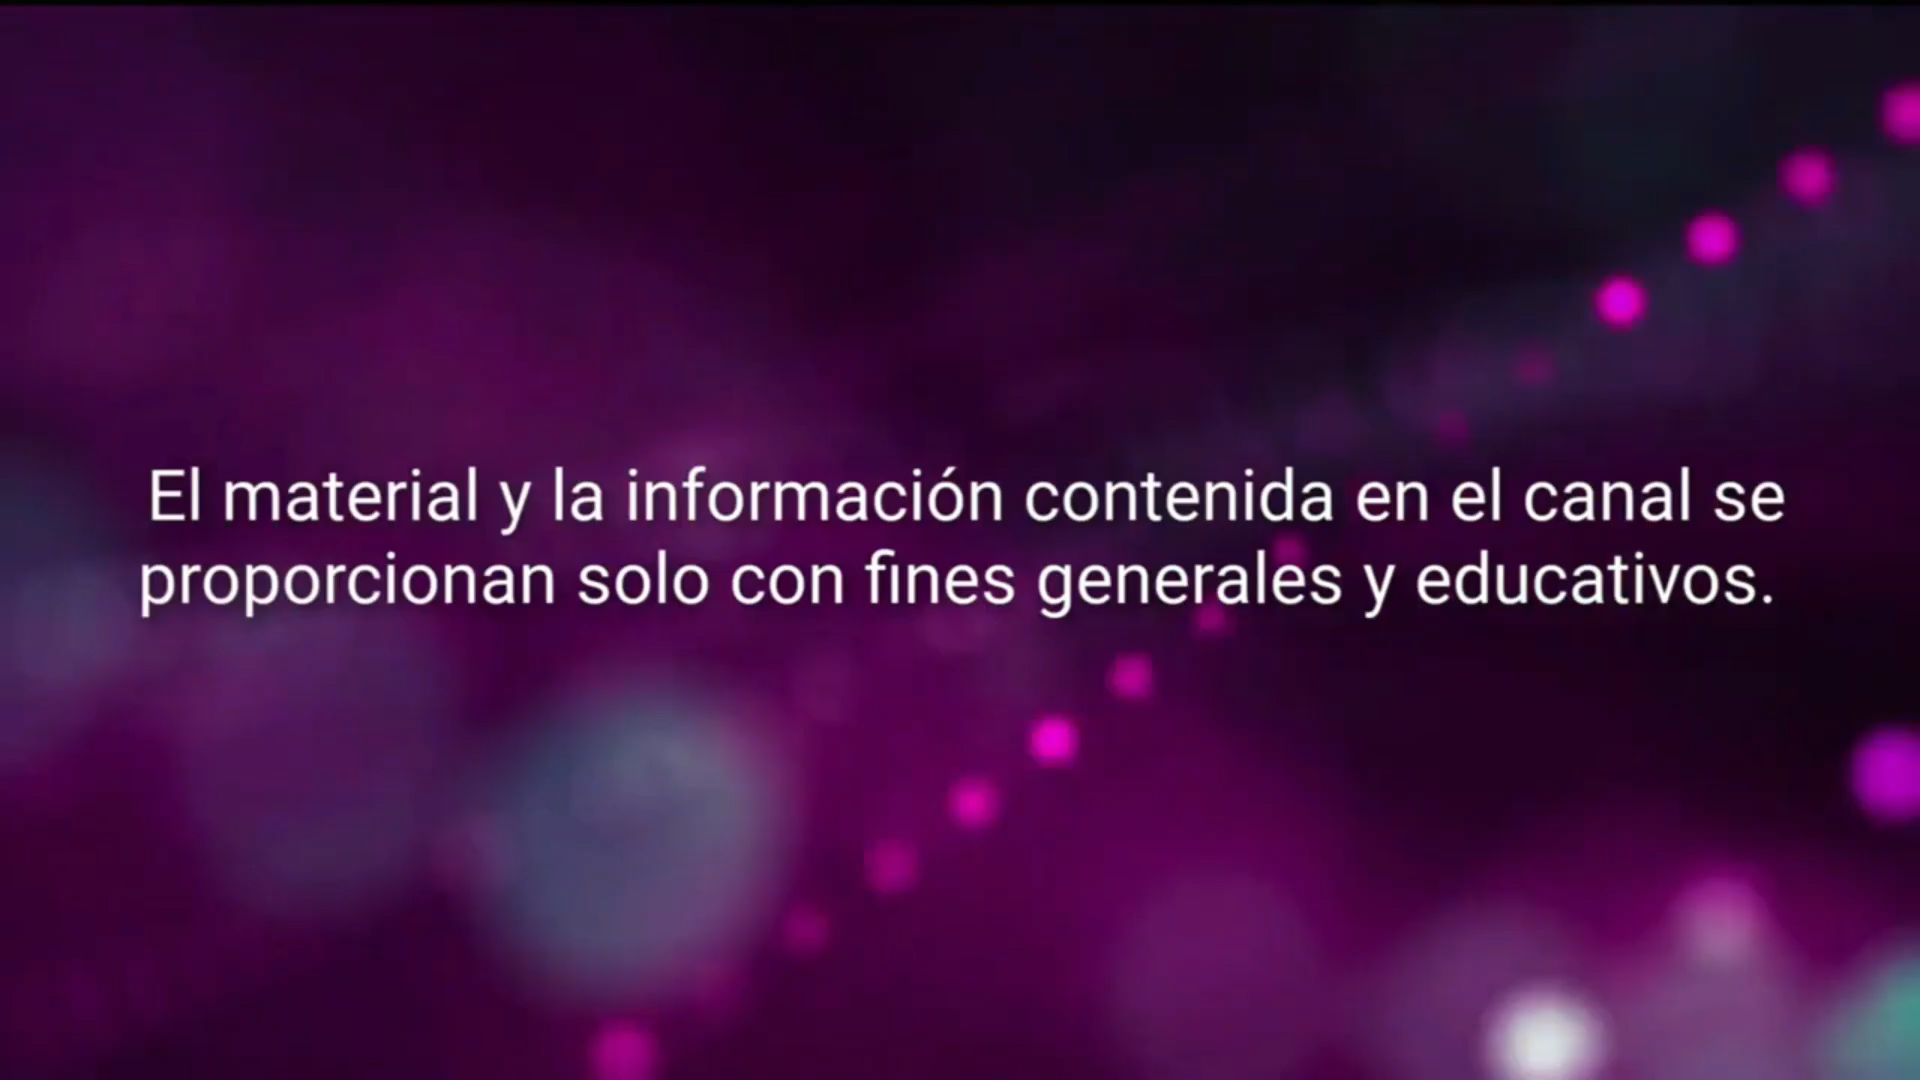 El material y la información contenida en el canal se
proporcionan solo con fines generales y educativos.